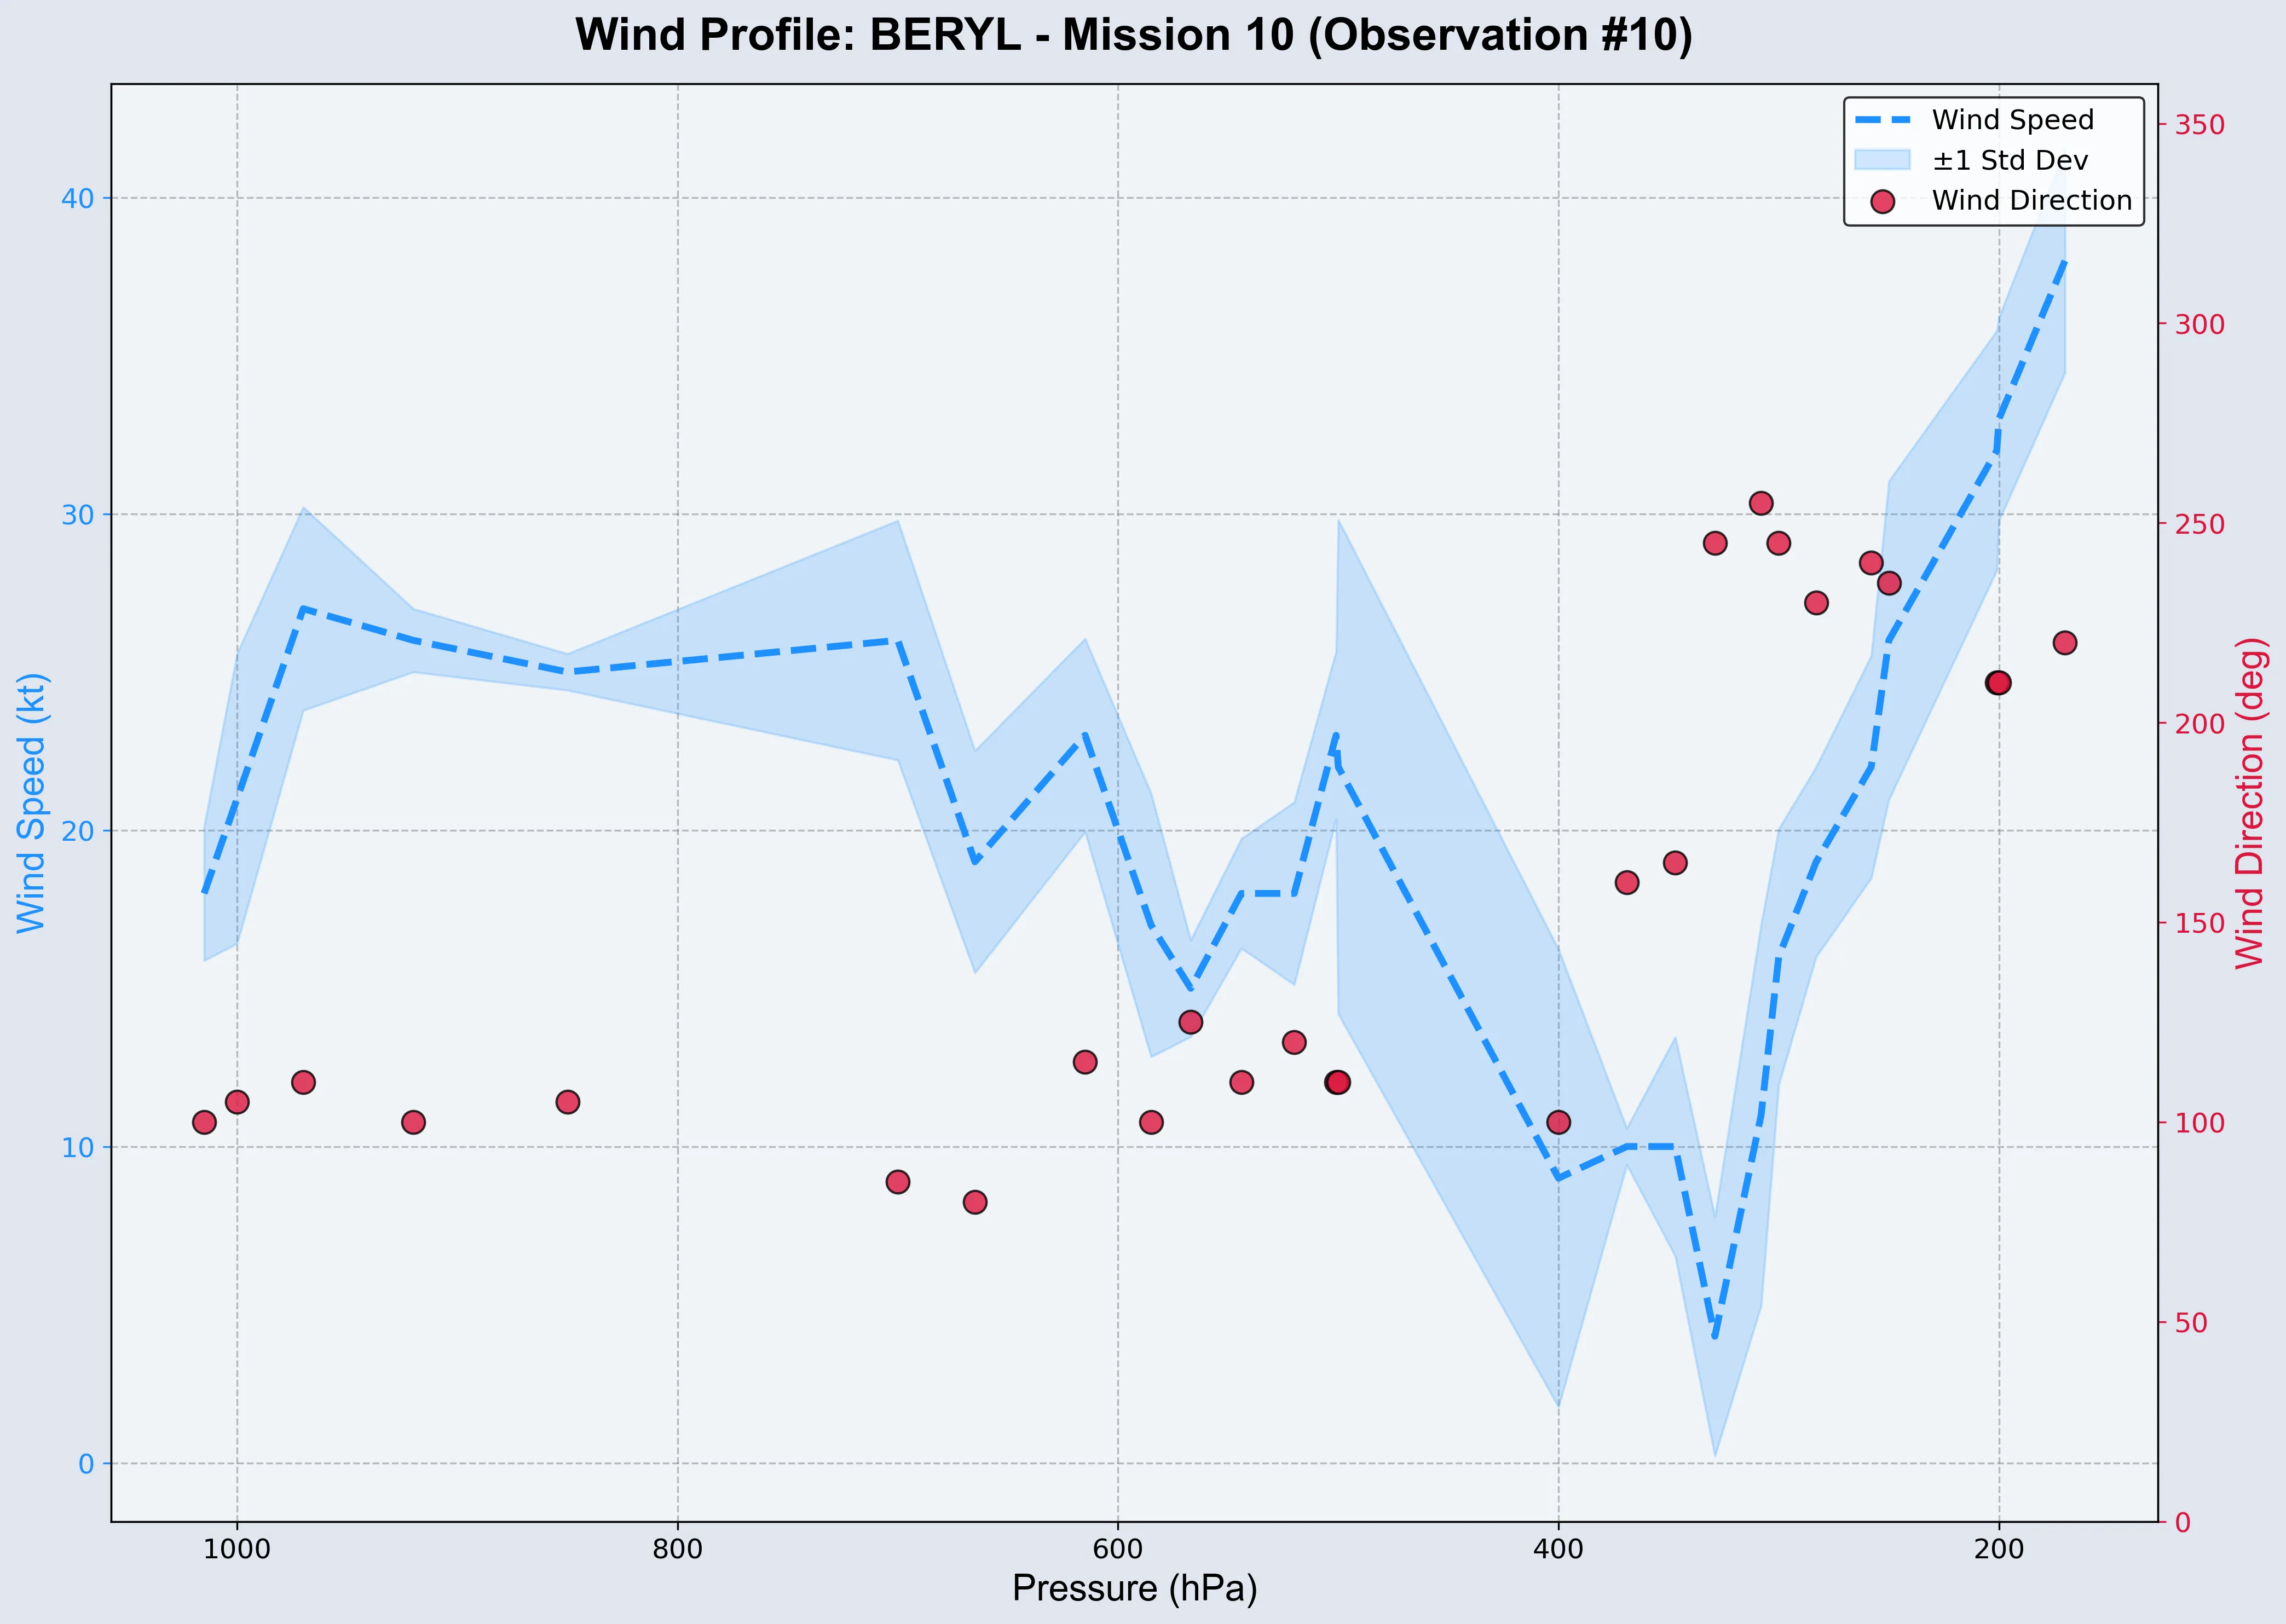 Wind Profile: BERYL - Mission 10 (Observation #10)
Wind Speed
±1 Std Dev
Wind Direction
40
30
20
10
0
Wind Speed (kt)
350
300
250
200
150
100
50
0
Wind Direction (deg)
1000
800
600
400
200
Pressure (hPa)